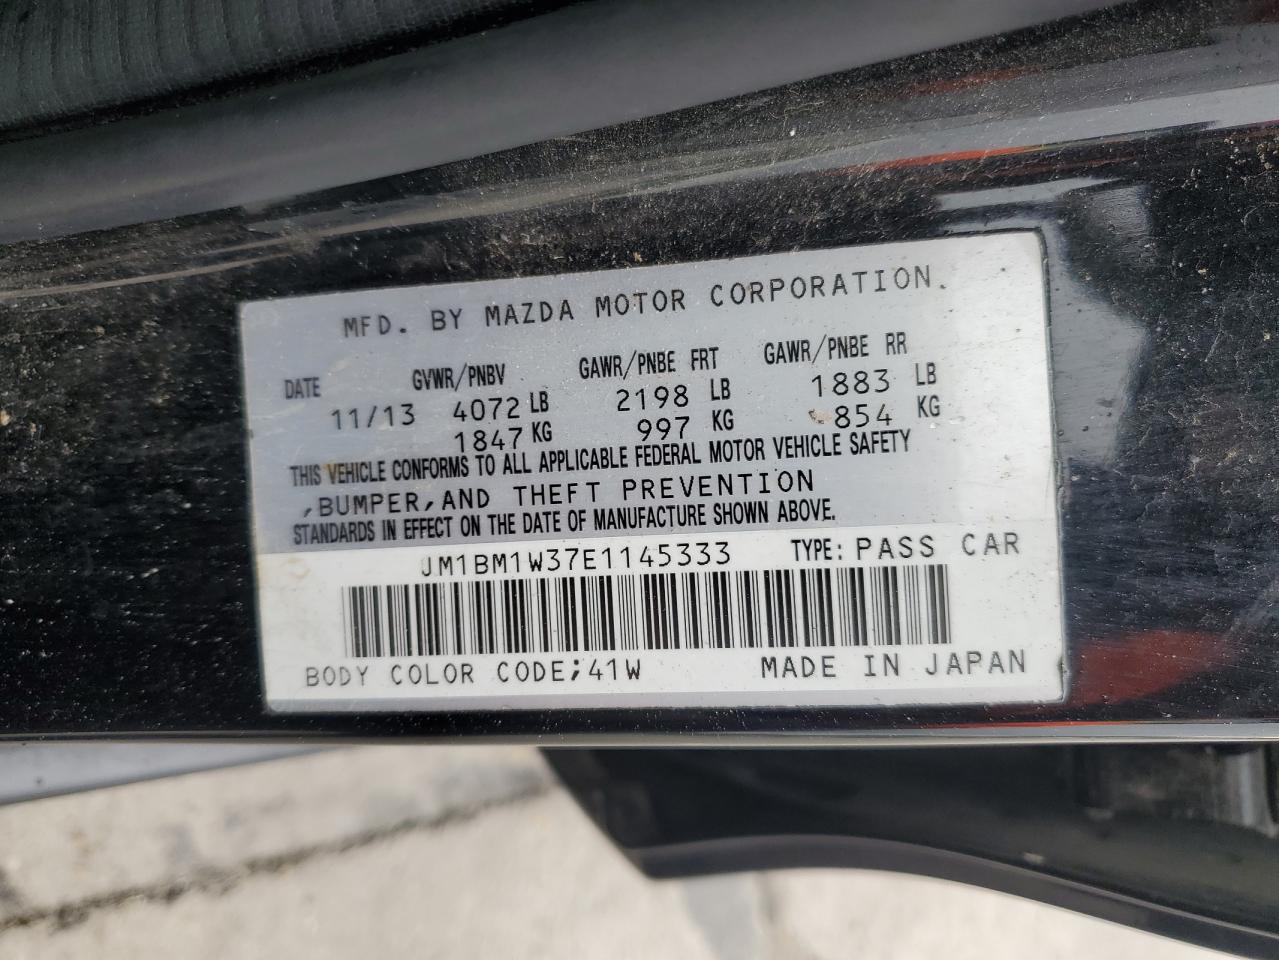 MFD. BY MAZDA MOTOR CORPORATION.
DATE GVWR/PNBV GAWR/PNBE FRT GAWR/PNBE RR
11/13 4072 LB 2198 LB 1883 LB
1847 KG 997 KG 854 KG
THIS VEHICLE CONFORMS TO ALL APPLICABLE FEDERAL MOTOR VEHICLE SAFETY
,BUMPER,AND THEFT PREVENTION
STANDARDS IN EFFECT ON THE DATE OF MANUFACTURE SHOWN ABOVE.
JM1BM1W37E1145333 TYPE: PASS CAR
BODY COLOR CODE;41W MADE IN JAPAN